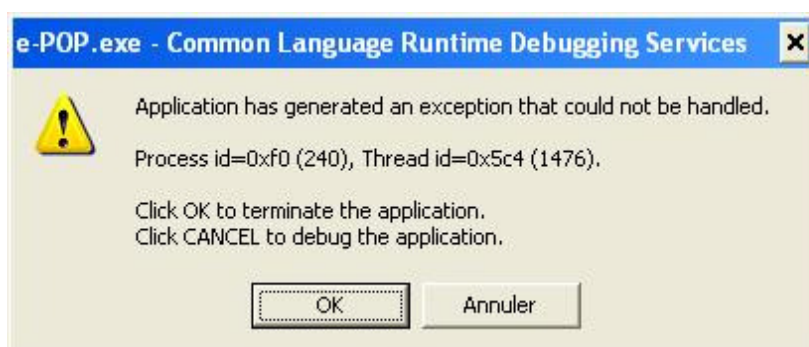 e-POP.exe - Common Language Runtime Debugging Services
Application has generated an exception that could not be handled.
Process id=0xf0 (240), Thread id=0x5c4 (1476).
Click OK to terminate the application.
Click CANCEL to debug the application.
OK
Annuler